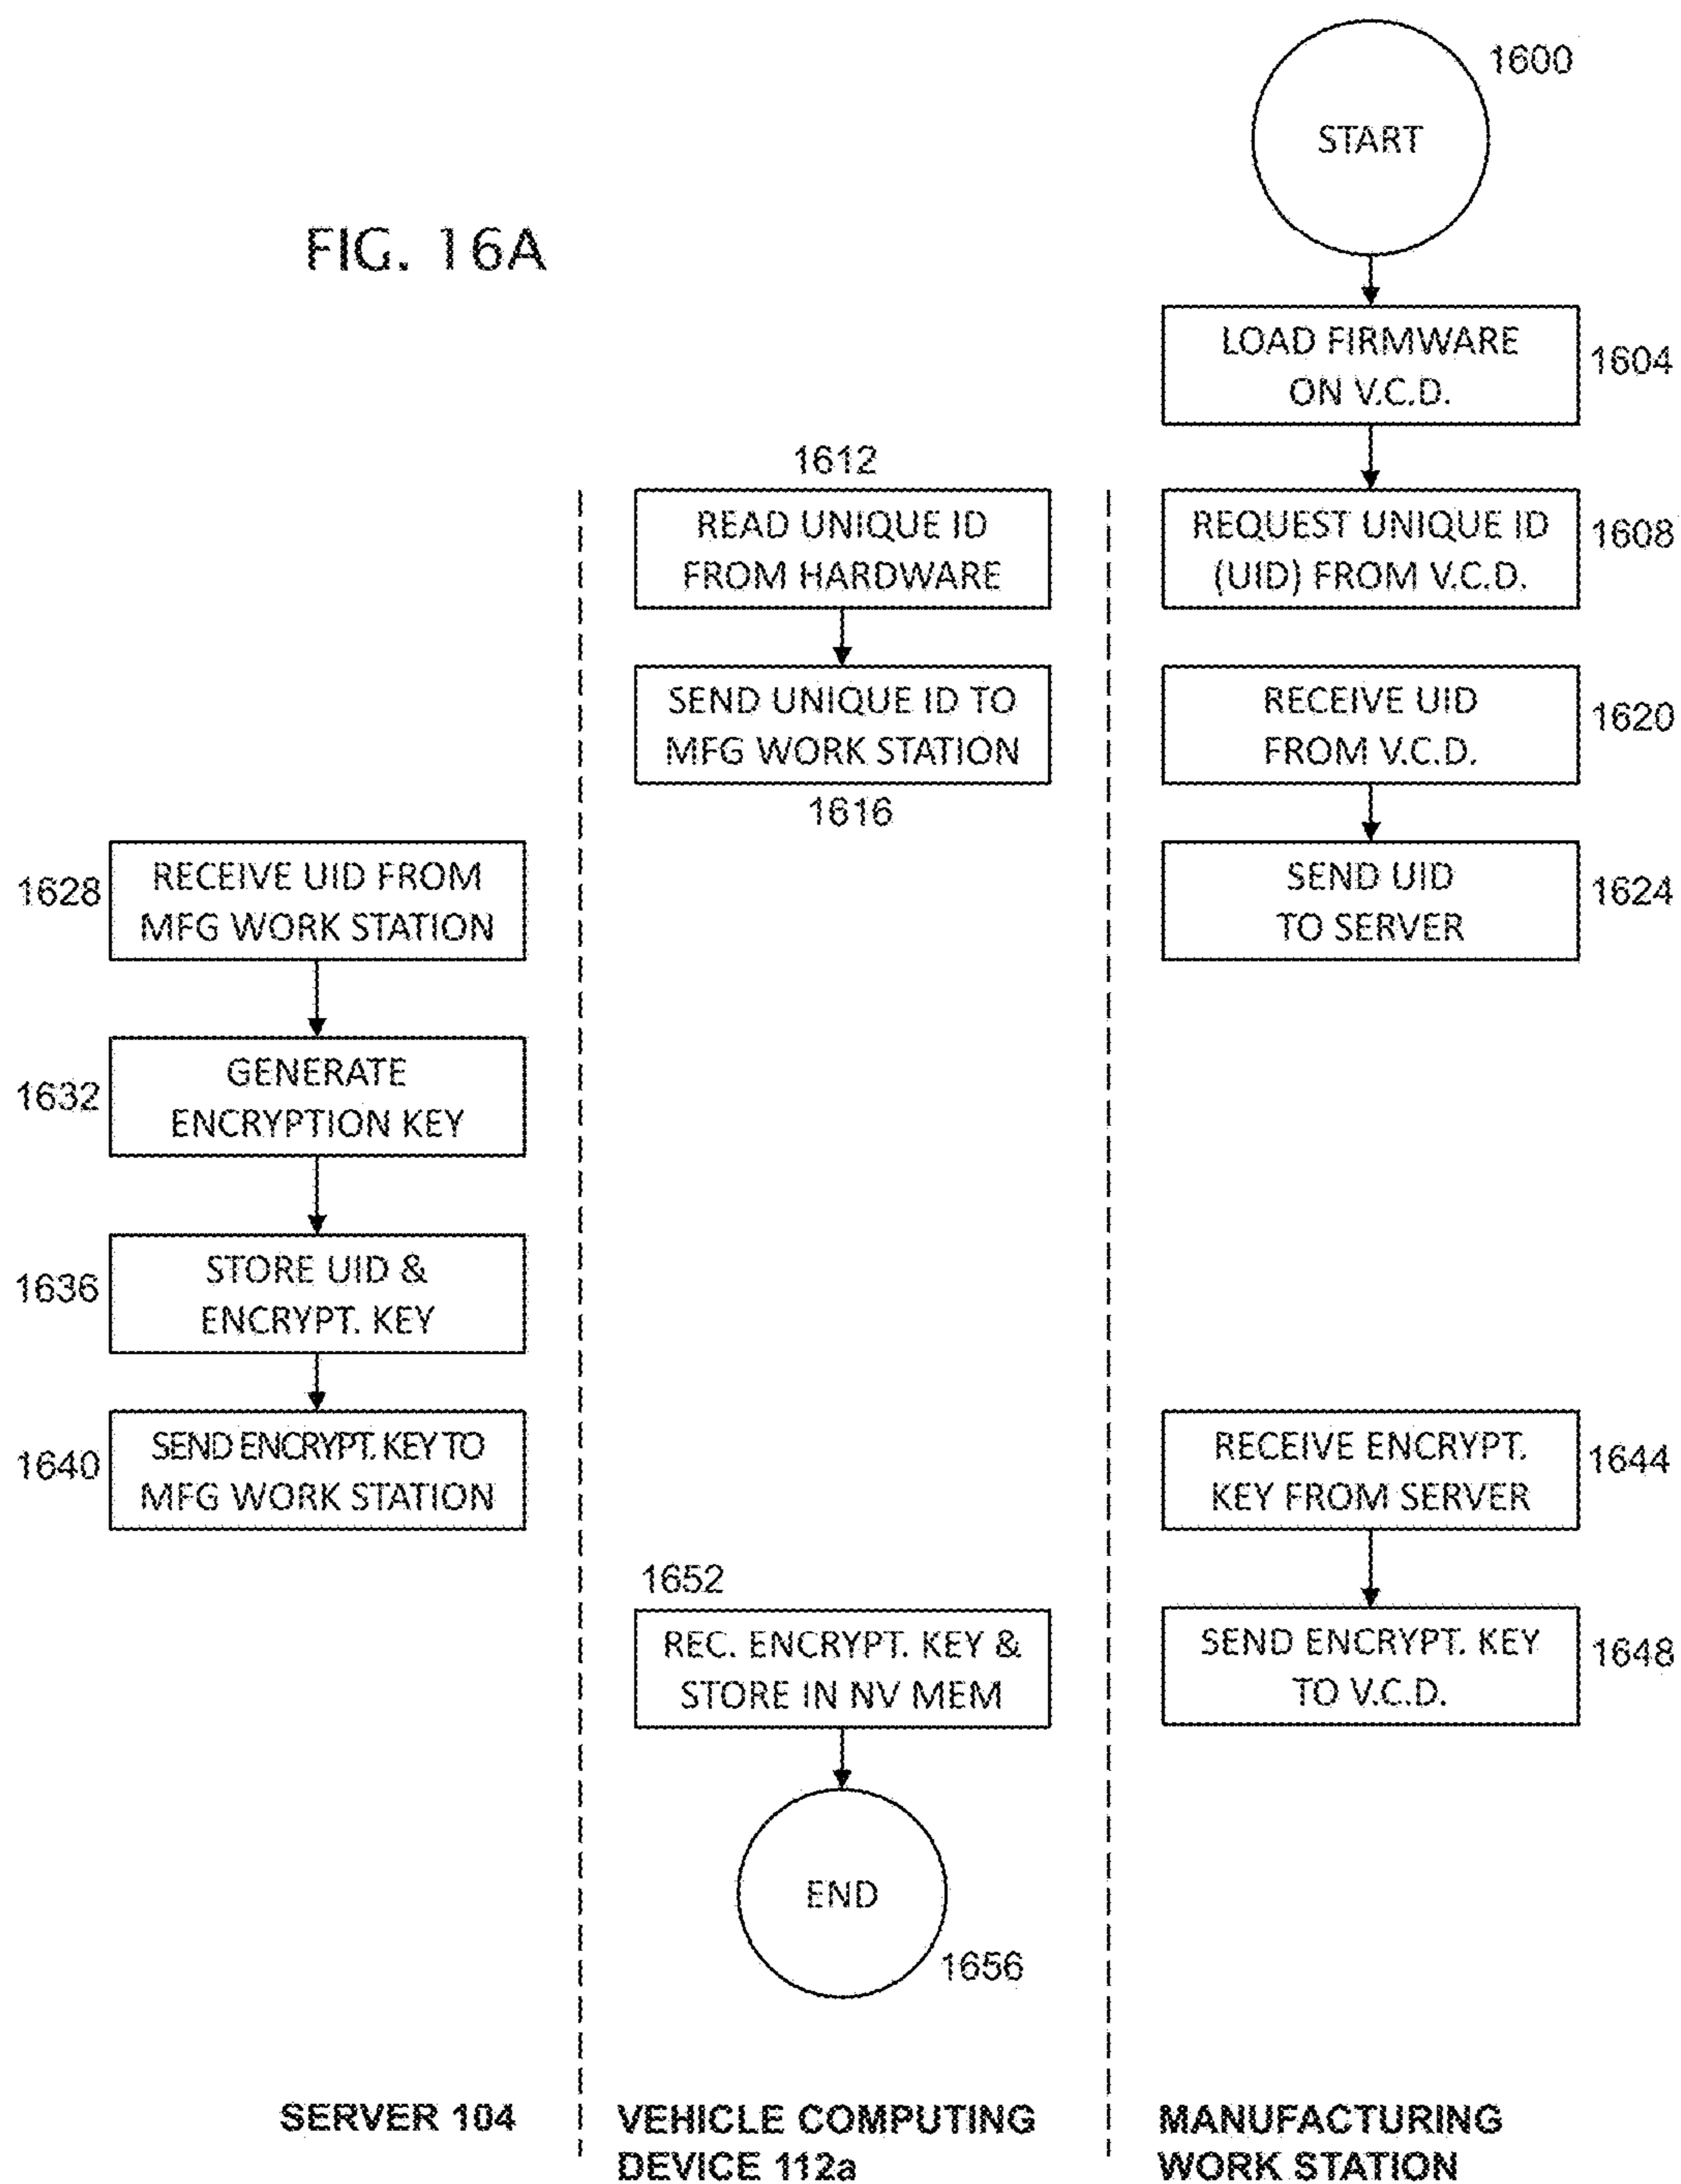 1600
START
FIG. 16A
LOAD FIRMWARE
ON V.C.D.
1604
1612
READ UNIQUE ID
FROM HARDWARE
REQUEST UNIQUE ID
(UID) FROM V.C.D.
1608
SEND UNIQUE ID TO
MFG WORK STATION
1616
RECEIVE UID
FROM V.C.D.
1620
1628
RECEIVE UID FROM
MFG WORK STATION
SEND UID
TO SERVER
1624
1632
GENERATE
ENCRYPTION KEY
1636
STORE UID &
ENCRYPT. KEY
1640
SEND ENCRYPT. KEY TO
MFG WORK STATION
RECEIVE ENCRYPT.
KEY FROM SERVER
1644
1652
REC. ENCRYPT. KEY &
STORE IN NV MEM
SEND ENCRYPT. KEY
TO V.C.D.
1648
END
1656
SERVER 104
VEHICLE COMPUTING
DEVICE 112a
MANUFACTURING
WORK STATION